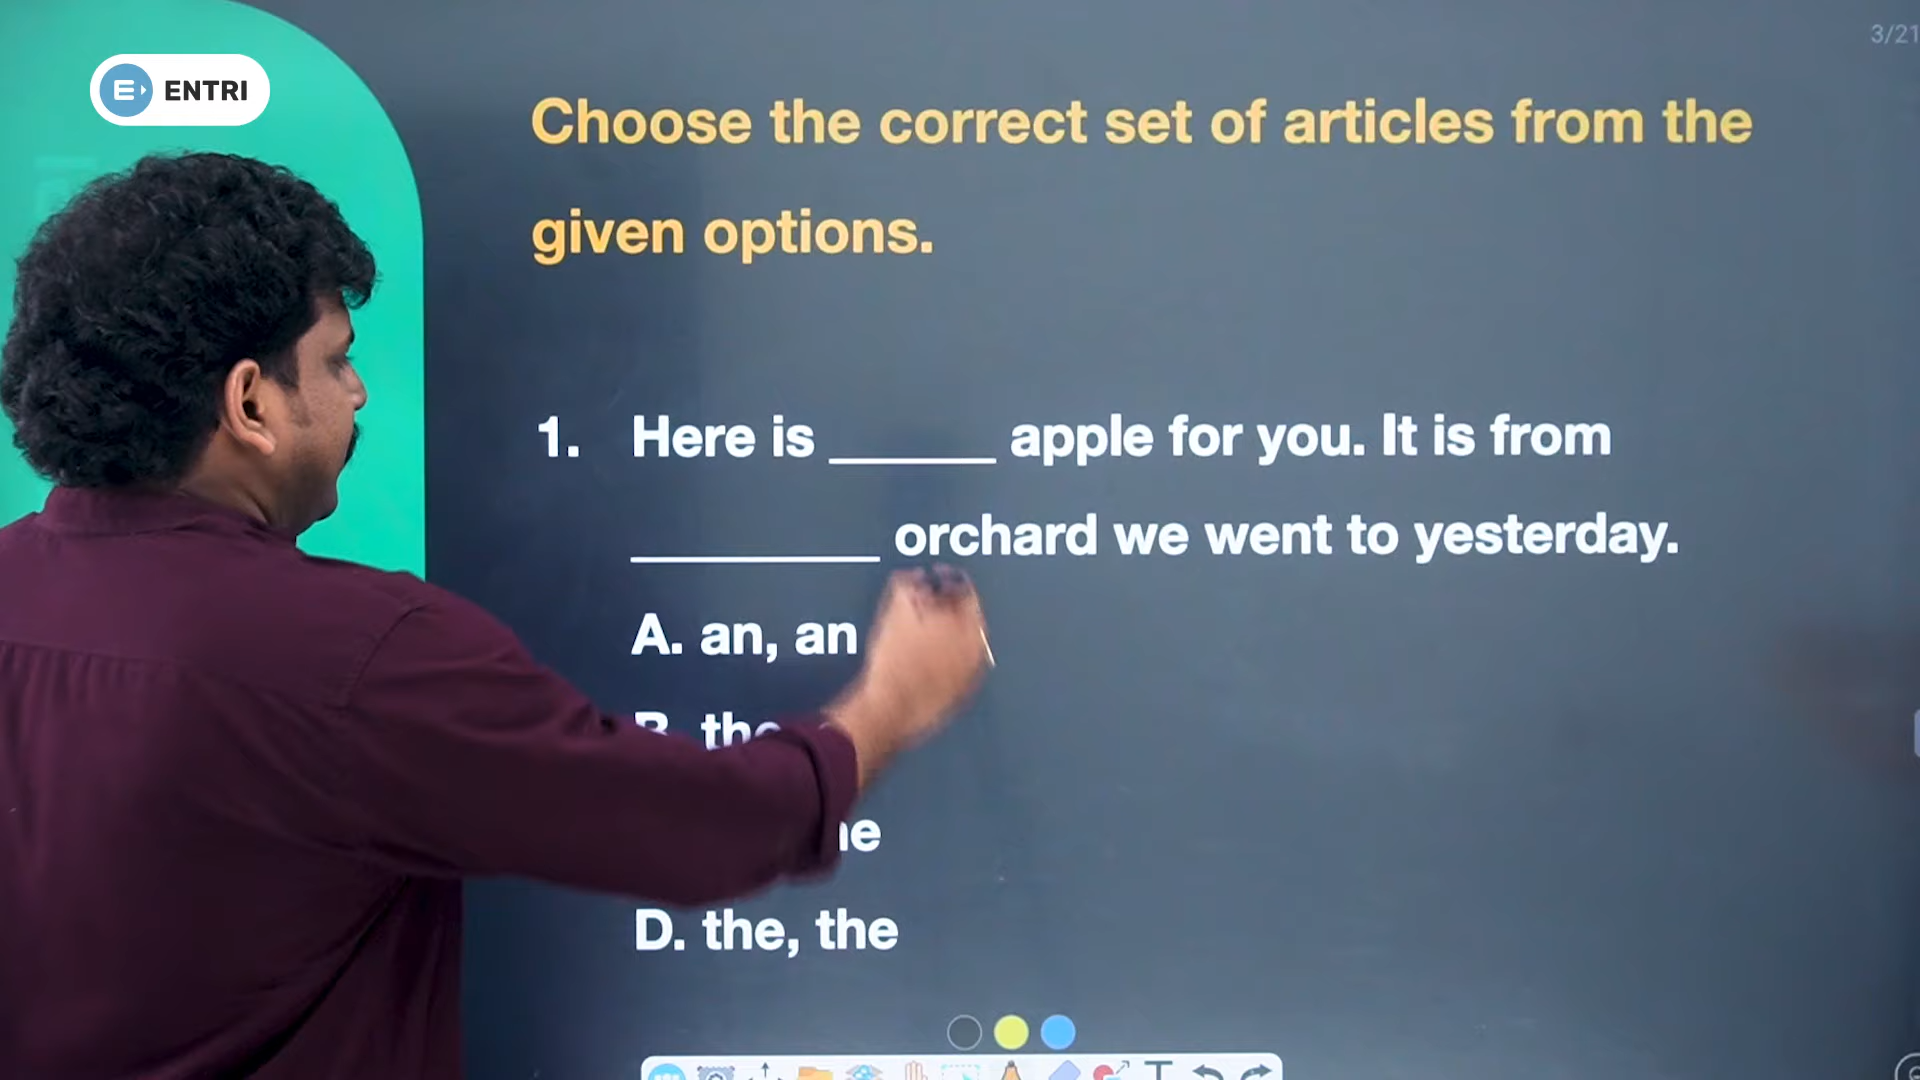 3/21
ENTRI
Choose the correct set of articles from the
given options.
1. Here is ______ apple for you. It is from
_________ orchard we went to yesterday.
A. an, an
D. the, the